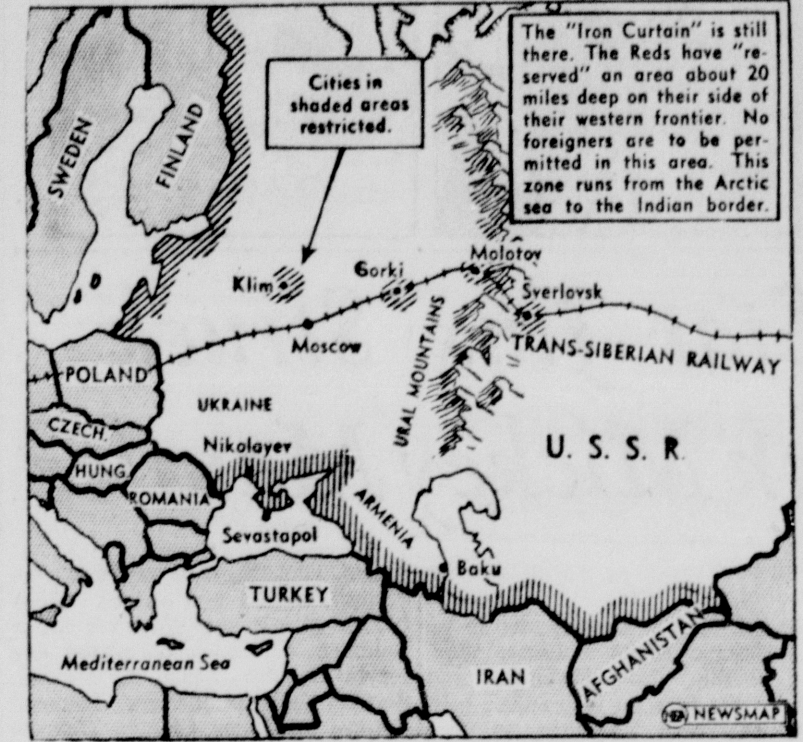 The "Iron Curtain" is still
there. The Reds have "re-
served" an area about 20
miles deep on their side of
their western frontier. No
foreigners are to be per-
mitted in this area. This
zone runs from the Arctic
sea to the Indian border.
Cities in
shaded areas
restricted.
SWEDEN
FINLAND
Klim
Gorki
Molotov
Sverlovsk
Moscow
TRANS-SIBERIAN RAILWAY
URAL MOUNTAINS
POLAND
UKRAINE
CZECH.
Nikolayev
U. S. S. R.
HUNG.
ROMANIA
ARMENIA
Sevastapol
Baku
TURKEY
Mediterranean Sea
IRAN
AFGHANISTAN
NEA NEWSMAP